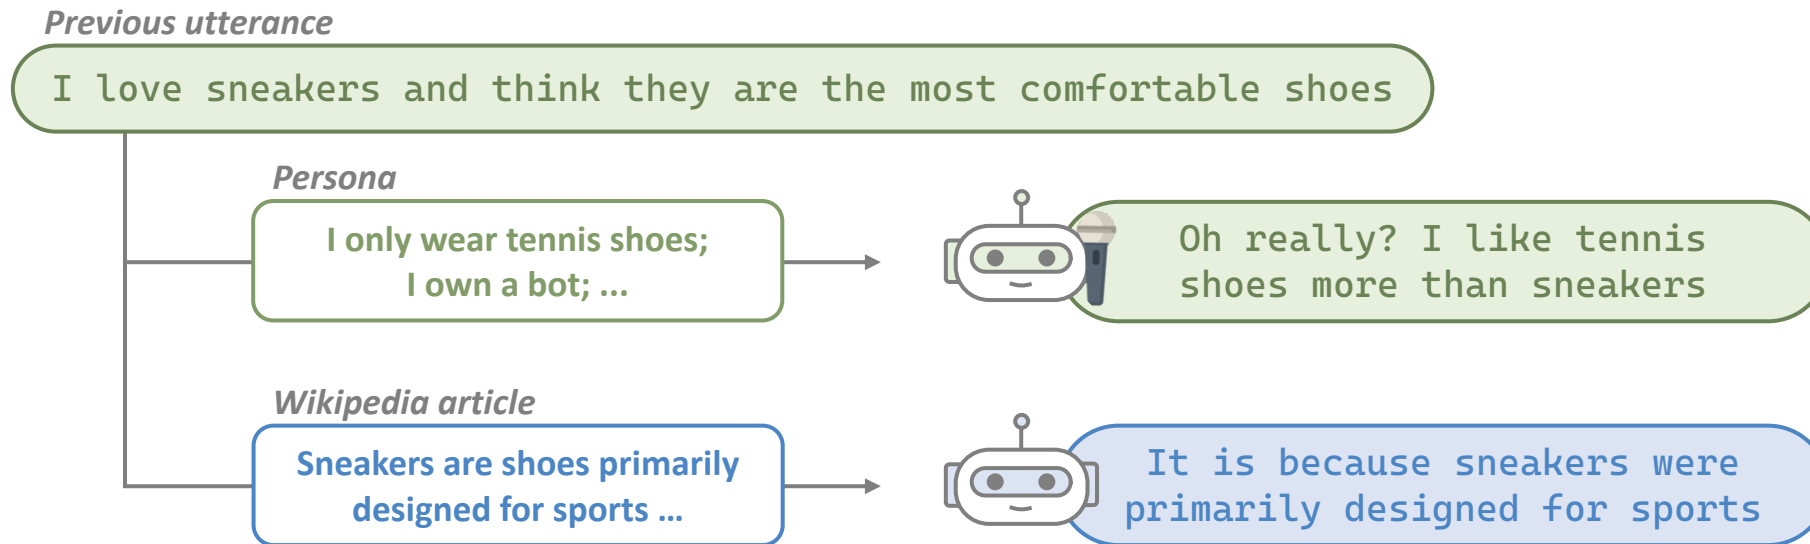 Previous utterance
I love sneakers and think they are the most comfortable shoes
Persona
I only wear tennis shoes;
I own a bot; ...
Oh really? I like tennis
shoes more than sneakers
Wikipedia article
Sneakers are shoes primarily
designed for sports ...
It is because sneakers were
primarily designed for sports